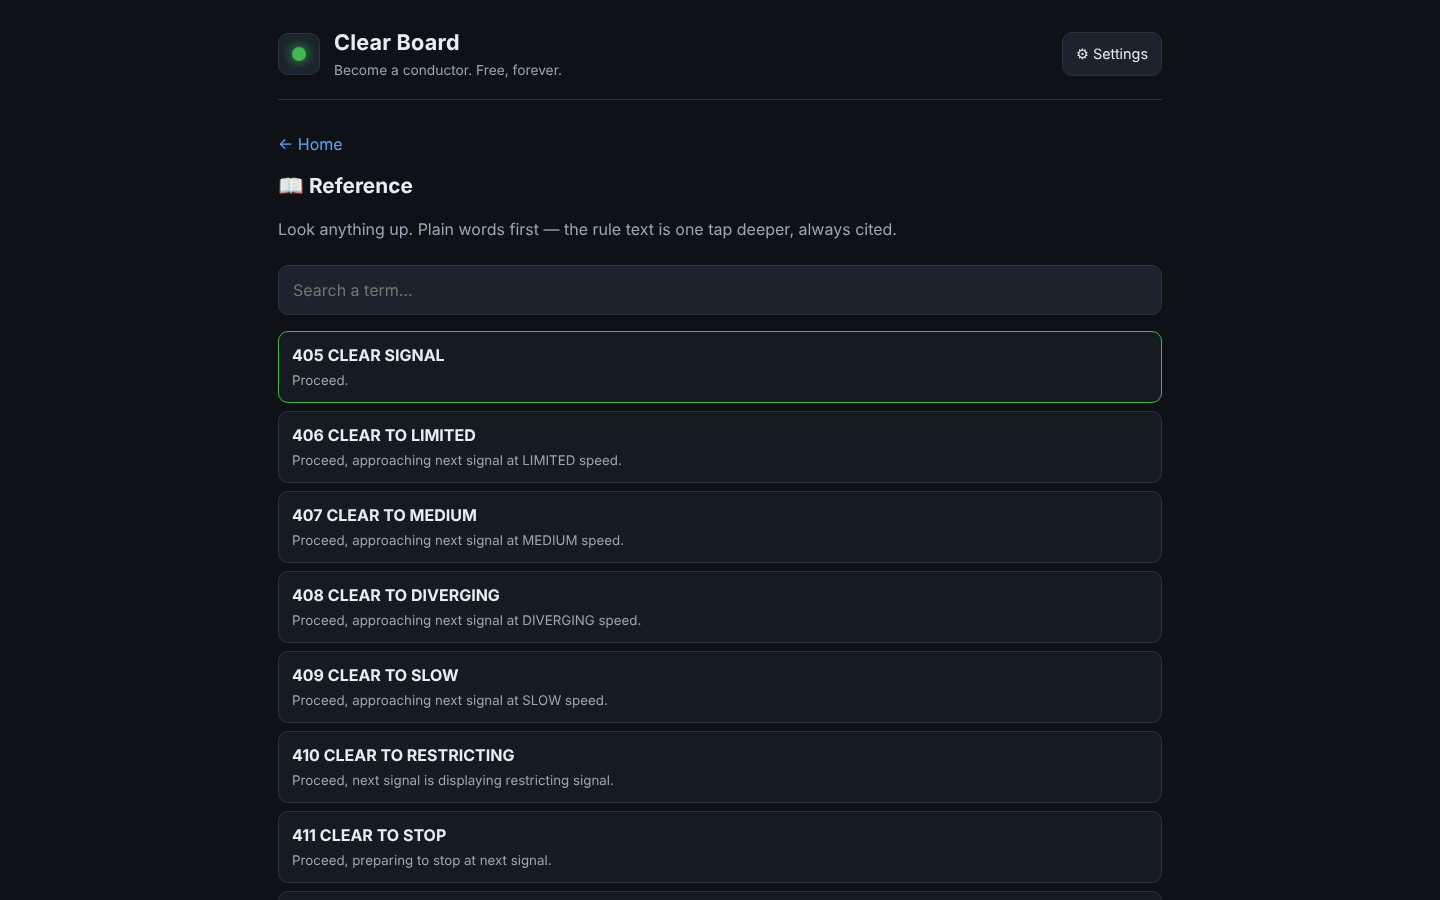 Clear Board
Become a conductor. Free, forever.
⚙ Settings
← Home
📖 Reference
Look anything up. Plain words first — the rule text is one tap deeper, always cited.
Search a term...
405 CLEAR SIGNAL
Proceed.
406 CLEAR TO LIMITED
Proceed, approaching next signal at LIMITED speed.
407 CLEAR TO MEDIUM
Proceed, approaching next signal at MEDIUM speed.
408 CLEAR TO DIVERGING
Proceed, approaching next signal at DIVERGING speed.
409 CLEAR TO SLOW
Proceed, approaching next signal at SLOW speed.
410 CLEAR TO RESTRICTING
Proceed, next signal is displaying restricting signal.
411 CLEAR TO STOP
Proceed, preparing to stop at next signal.